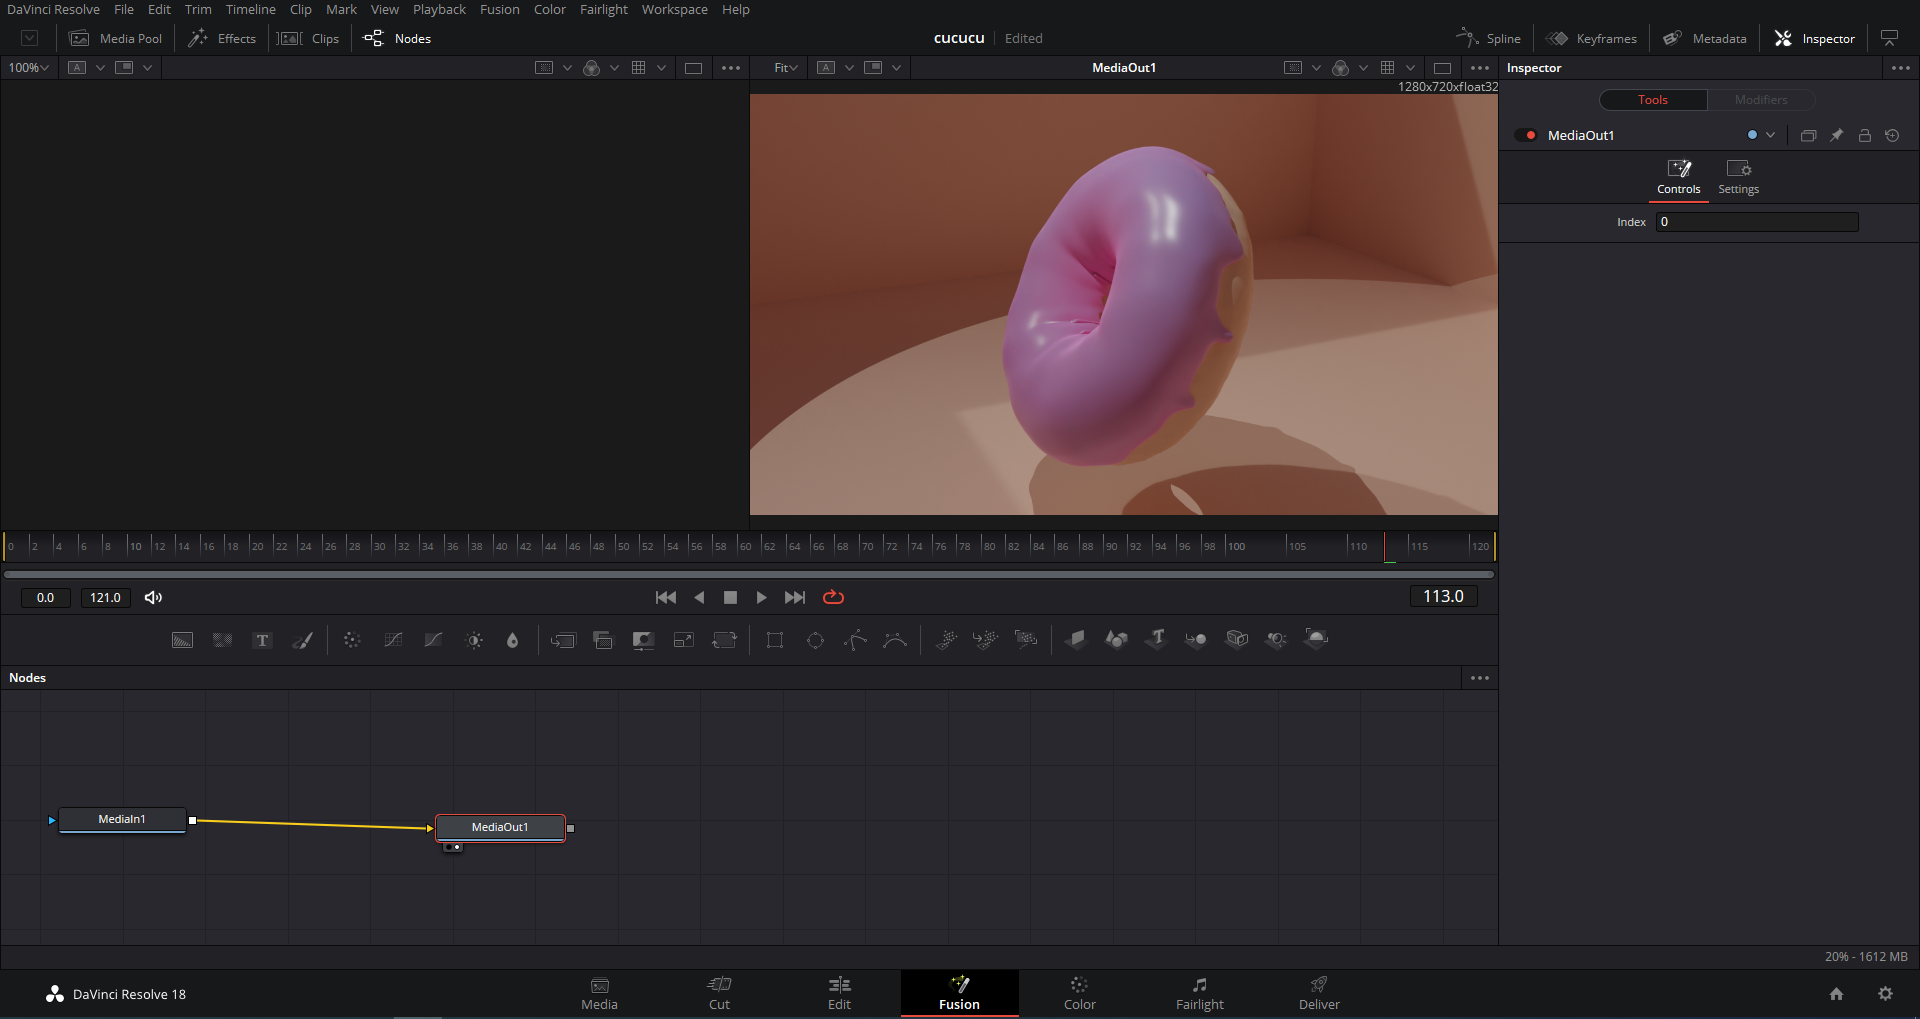 DaVinci Resolve File Edit Trim Timeline Clip Mark View Playback Fusion Color Fairlight Workspace Help
Media Pool Effects Clips Nodes cucucu Edited Spline Keyframes Metadata Inspector
100% A Fit A MediaOut1 Inspector
1280x720xfloat32
Tools Modifiers
MediaOut1
Controls Settings
Index 0
0 2 4 6 8 10 12 14 16 18 20 22 24 26 28 30 32 34 36 38 40 42 44 46 48 50 52 54 56 58 60 62 64 66 68 70 72 74 76 78 80 82 84 86 88 90 92 94 96 98 100 105 110 115 120
0.0 121.0 113.0
T T
Nodes
MediaIn1 MediaOut1
20% - 1612 MB
DaVinci Resolve 18 Media Cut Edit Fusion Color Fairlight Deliver